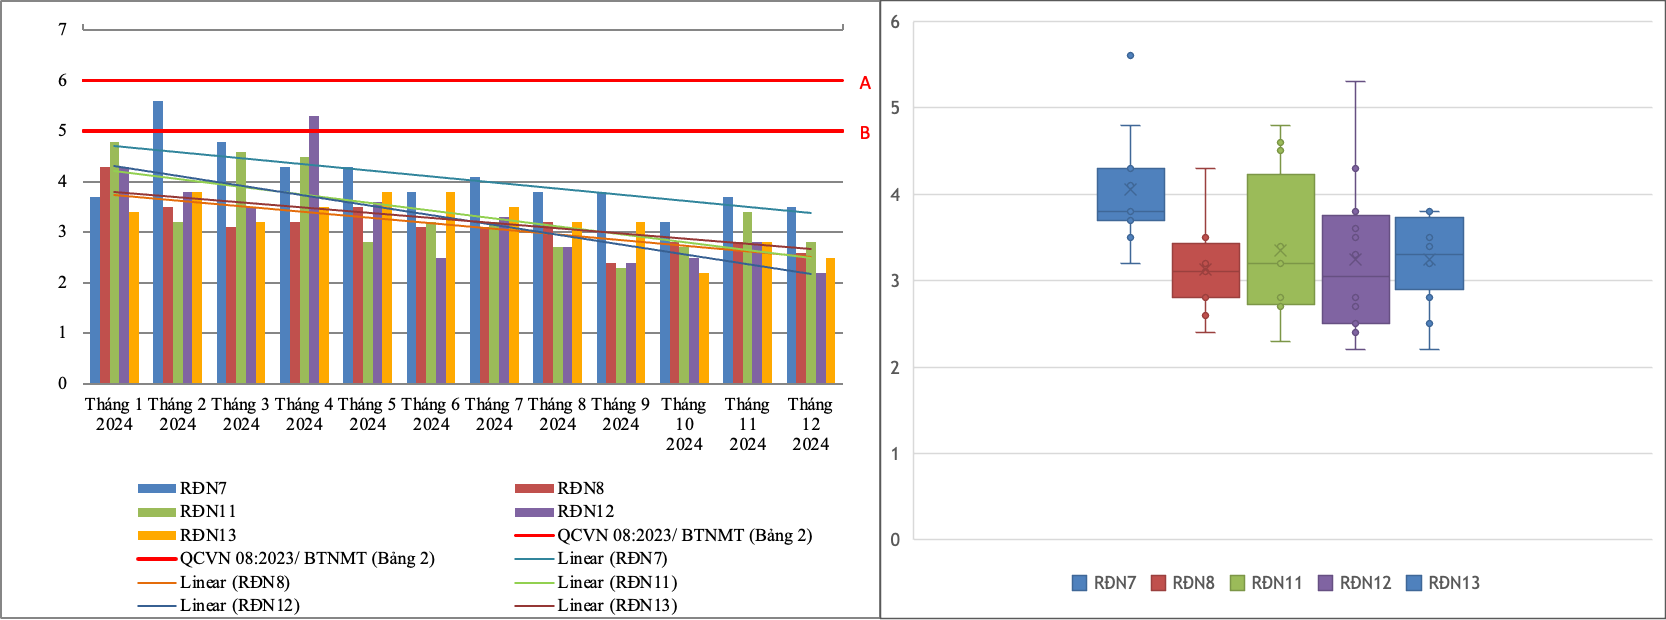 7
6
5
4
3
2
1
0
A
B
Tháng 1
2024
Tháng 2
2024
Tháng 3
2024
Tháng 4
2024
Tháng 5
2024
Tháng 6
2024
Tháng 7
2024
Tháng 8
2024
Tháng 9
2024
Tháng
10
2024
Tháng
11
2024
Tháng
12
2024
RĐN7
RĐN8
RĐN11
RĐN12
RĐN13
QCVN 08:2023/ BTNMT (Bảng 2)
QCVN 08:2023/ BTNMT (Bảng 2)
Linear (RĐN7)
Linear (RĐN8)
Linear (RĐN11)
Linear (RĐN12)
Linear (RĐN13)
6
5
4
3
2
1
0
RĐN7
RĐN8
RĐN11
RĐN12
RĐN13